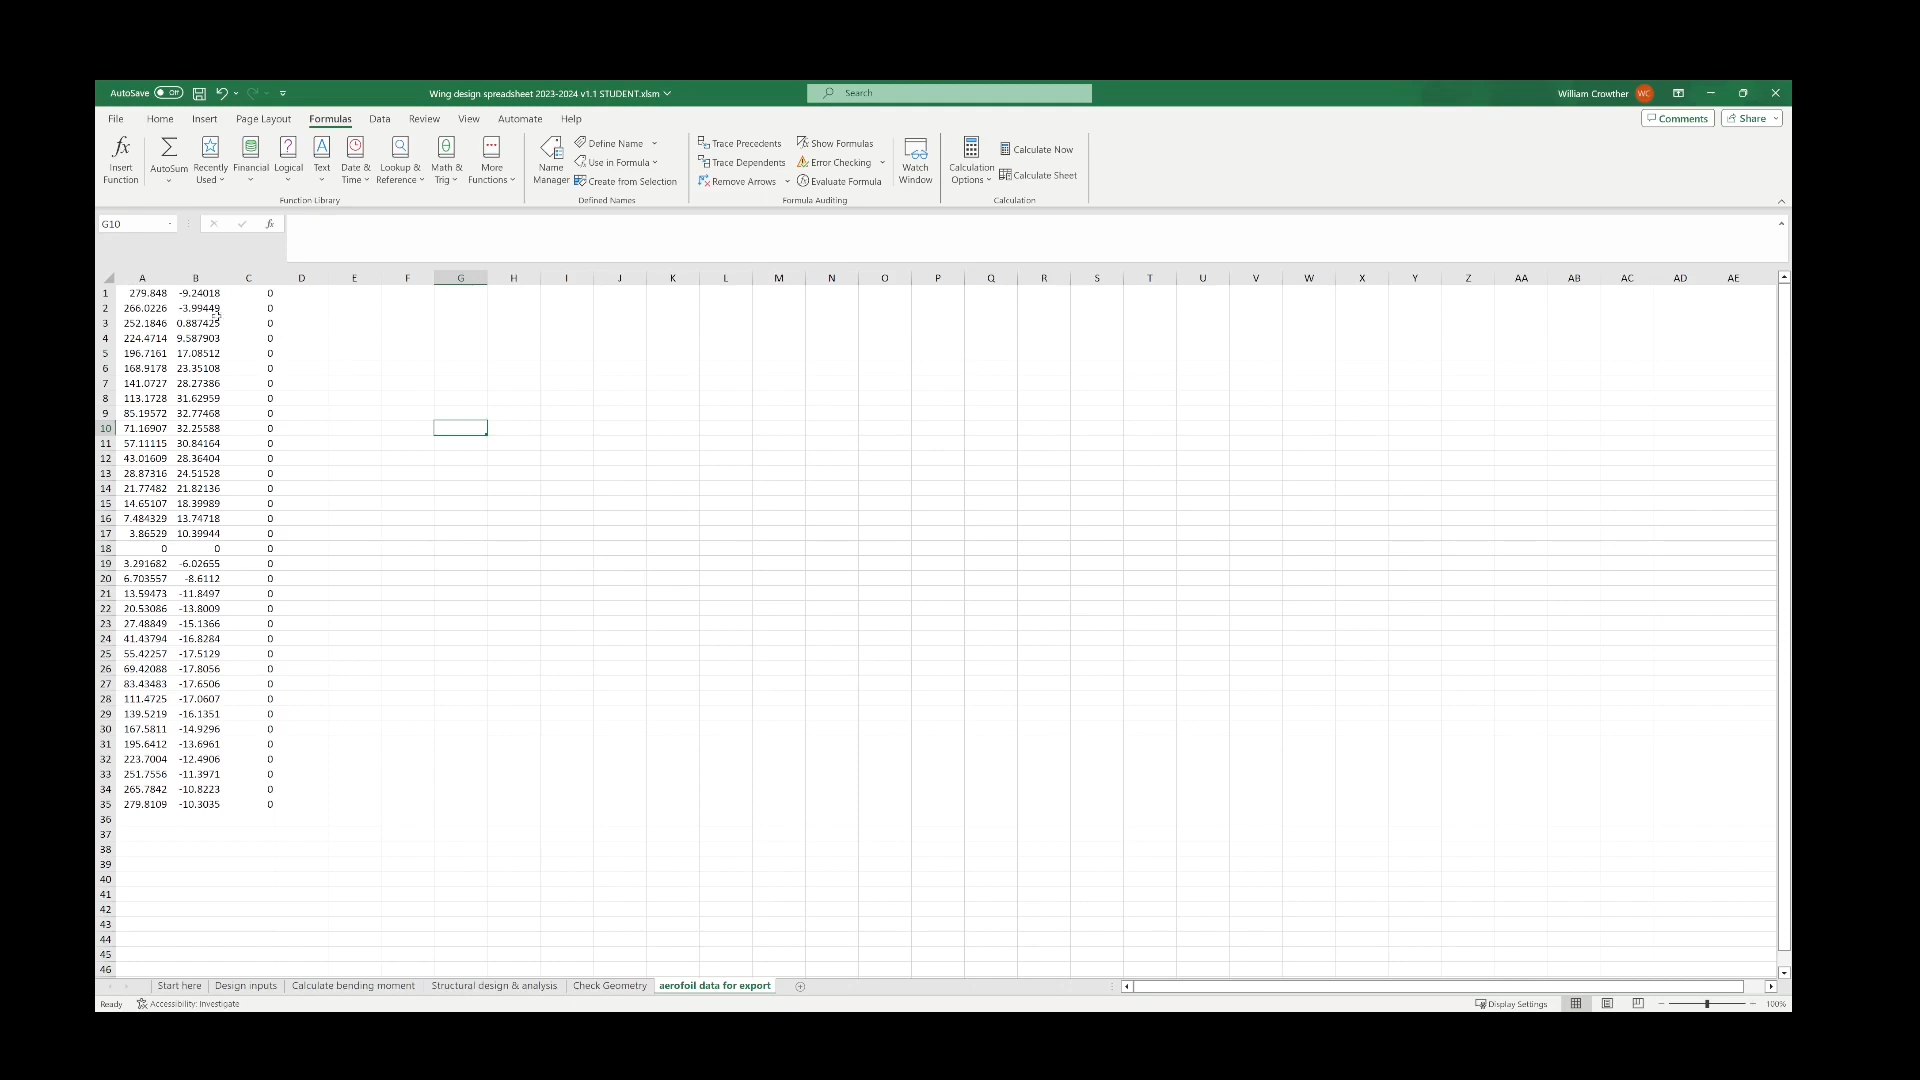 AutoSave Off Wing design spreadsheet 2023-2024 v1.1 STUDENT.xlsm Search William Crowther WC
File Home Insert Page Layout Formulas Data Review View Automate Help Comments Share
Insert Function AutoSum Recently Used Financial Logical Text Date & Time Lookup & Reference Math & Trig More Functions
Function Library
Name Manager Define Name Use in Formula Create from Selection
Defined Names
Trace Precedents Trace Dependents Remove Arrows Show Formulas Error Checking Evaluate Formula
Formula Auditing
Watch Window
Calculation Options Calculate Now Calculate Sheet
Calculation
G10 fx
A B C D E F G H I J K L M N O P Q R S T U V W X Y Z AA AB AC AD AE
1 279.848 -9.24018 0
2 266.0226 -3.99449 0
3 252.1846 0.887425 0
4 224.4714 9.587903 0
5 196.7161 17.08512 0
6 168.9178 23.35108 0
7 141.0727 28.27386 0
8 113.1728 31.62959 0
9 85.19572 32.77468 0
10 71.16907 32.25588 0
11 57.11115 30.84164 0
12 43.01609 28.36404 0
13 28.87316 24.51528 0
14 21.77482 21.82136 0
15 14.65107 18.39989 0
16 7.484329 13.74718 0
17 3.86529 10.39944 0
18 0 0 0
19 3.291682 -6.02655 0
20 6.703557 -8.6112 0
21 13.59473 -11.8497 0
22 20.53086 -13.8009 0
23 27.48849 -15.1366 0
24 41.43794 -16.8284 0
25 55.42257 -17.5129 0
26 69.42088 -17.8056 0
27 83.43483 -17.6506 0
28 111.4725 -17.0607 0
29 139.5219 -16.1351 0
30 167.5811 -14.9296 0
31 195.6412 -13.6961 0
32 223.7004 -12.4906 0
33 251.7556 -11.3971 0
34 265.7842 -10.8223 0
35 279.8109 -10.3035 0
36
37
38
39
40
41
42
43
44
45
46
Start here Design inputs Calculate bending moment Structural design & analysis Check Geometry aerofoil data for export
Ready Accessibility: Investigate Display Settings 100%